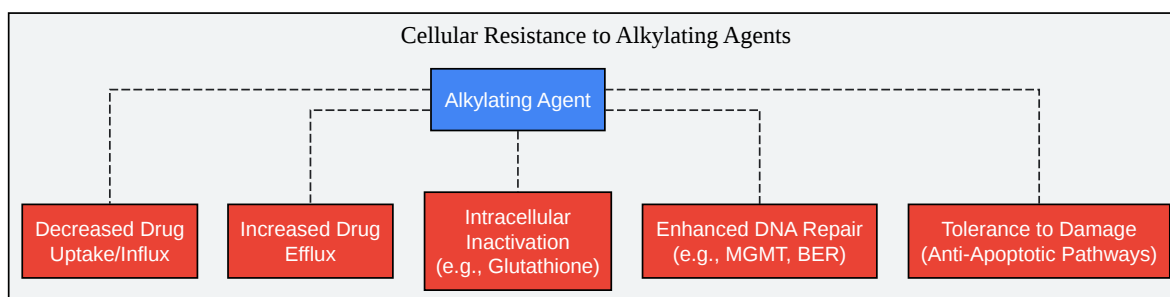 Cellular Resistance to Alkylating Agents
Alkylating Agent
Decreased Drug
Uptake/Influx
Increased Drug
Efflux
Intracellular
Inactivation
(e.g., Glutathione)
Enhanced DNA Repair
(e.g., MGMT, BER)
Tolerance to Damage
(Anti-Apoptotic Pathways)